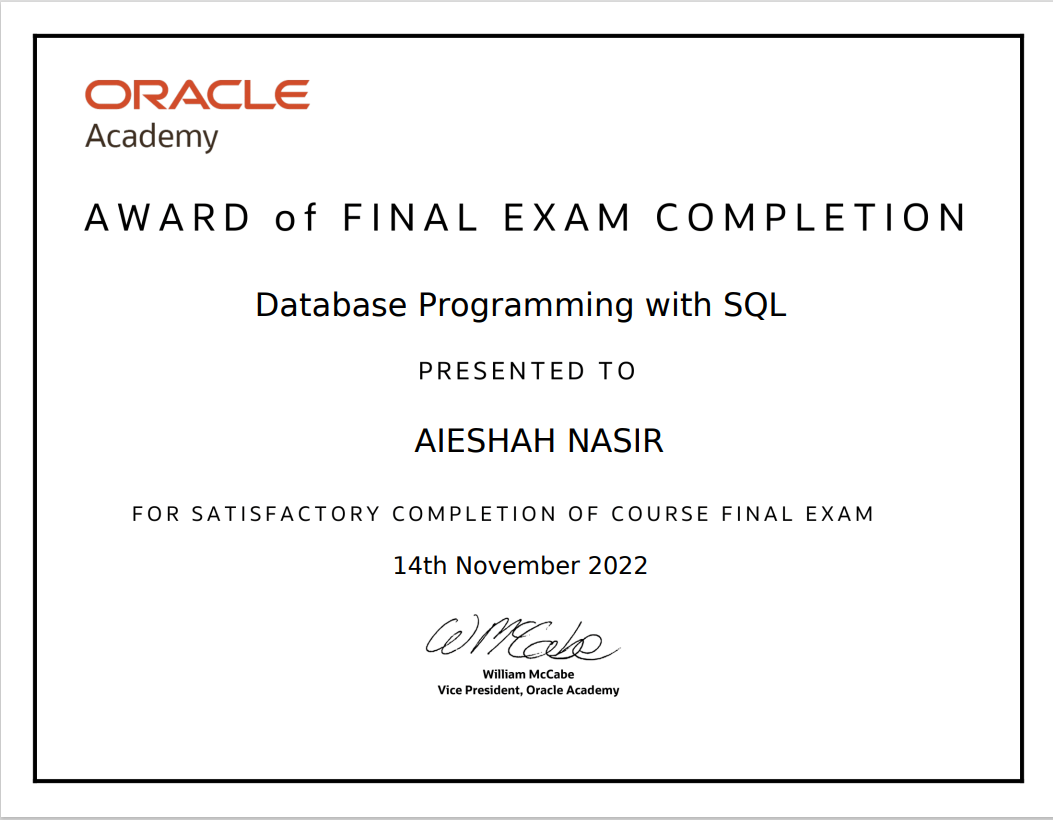 ORACLE
Academy
AWARD of FINAL EXAM COMPLETION
Database Programming with SQL
PRESENTED TO
AIESHAH NASIR
FOR SATISFACTORY COMPLETION OF COURSE FINAL EXAM
14th November 2022
W McCabe
William McCabe
Vice President, Oracle Academy